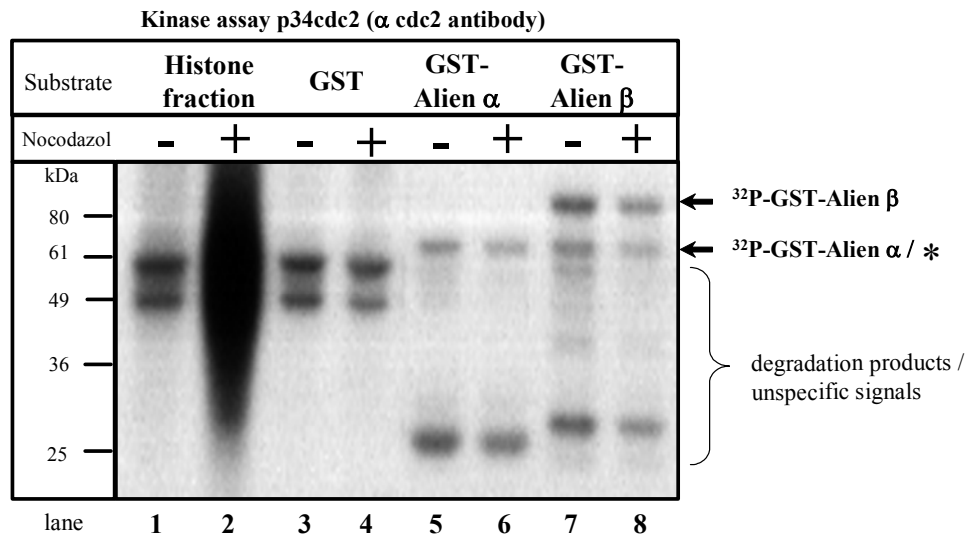 Kinase assay p34cdc2 (α cdc2 antibody)
Substrate Histone fraction GST GST-Alien α GST-Alien β
Nocodazol - + - + - + - +
kDa
80
61
49
36
25
³²P-GST-Alien β
³²P-GST-Alien α / *
degradation products /
unspecific signals
lane 1 2 3 4 5 6 7 8